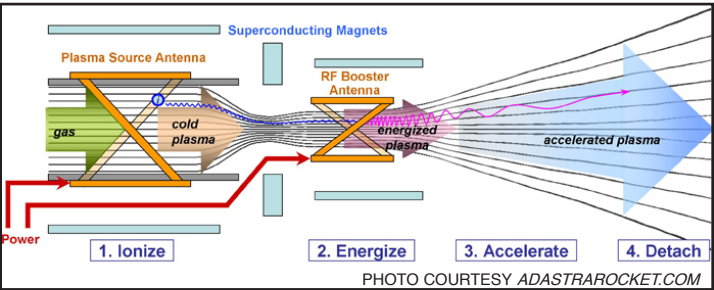 Superconducting Magnets
Plasma Source Antenna
RF Booster
Antenna
gas
cold
plasma
energized
plasma
accelerated plasma
Power
1. Ionize
2. Energize
3. Accelerate
4. Detach
PHOTO COURTESY ADASTRAROCKET.COM